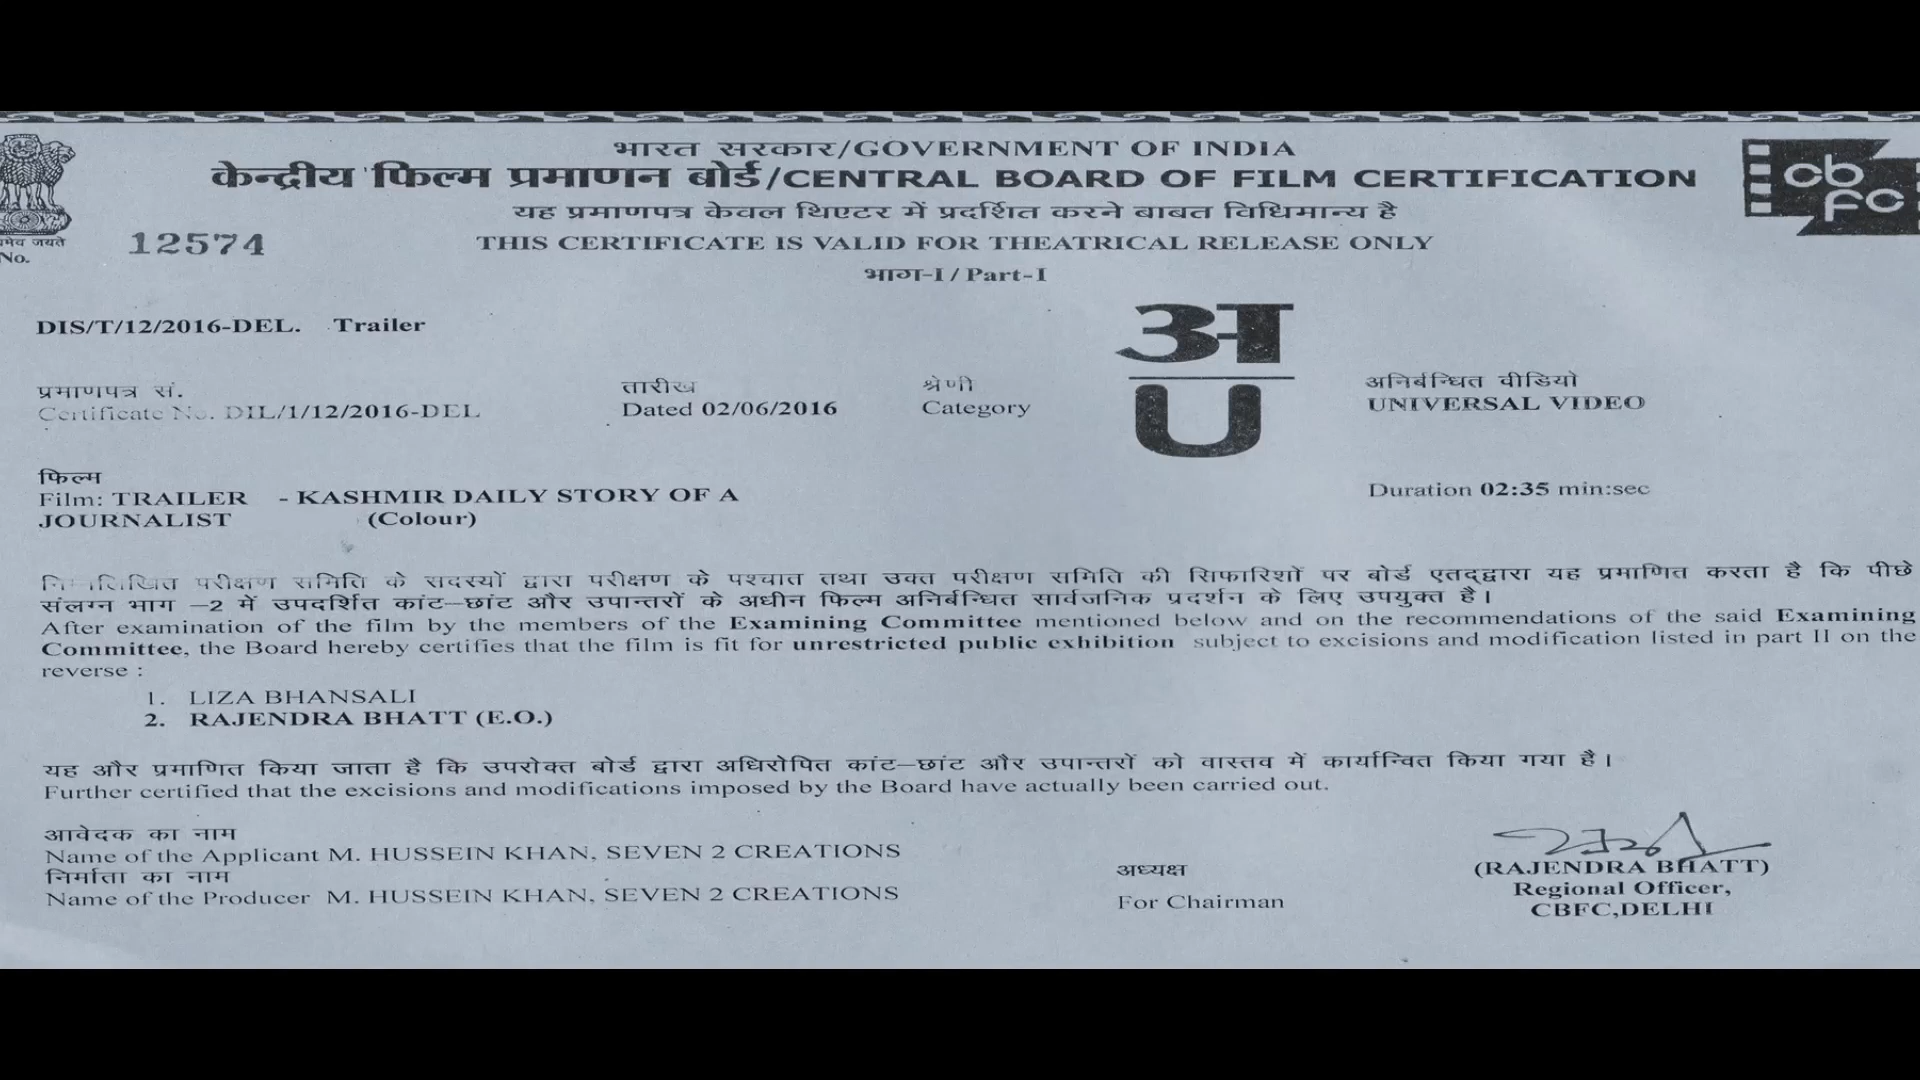 भारत सरकार/GOVERNMENT OF INDIA
केन्द्रीय फिल्म प्रमाणन बोर्ड/CENTRAL BOARD OF FILM CERTIFICATION
cbfc
यह प्रमाणपत्र केवल थिएटर में प्रदर्शित करने बाबत विधिमान्य है
जयते
No. 12574
THIS CERTIFICATE IS VALID FOR THEATRICAL RELEASE ONLY
भाग-I / Part-I
DIS/T/12/2016-DEL. Trailer
अ
U
प्रमाणपत्र सं. तारीख श्रेणी अनिर्बन्धित वीडियो
Certificate No. DIL/1/12/2016-DEL Dated 02/06/2016 Category UNIVERSAL VIDEO
फिल्म
Film: TRAILER - KASHMIR DAILY STORY OF A Duration 02:35 min:sec
JOURNALIST (Colour)
निम्नलिखित परीक्षण समिति के सदस्यों द्वारा परीक्षण के पश्चात तथा उक्त परीक्षण समिति की सिफारिशों पर बोर्ड एतद्द्वारा यह प्रमाणित करता है कि पीछे
संलग्न भाग –2 में उपदर्शित कांट–छांट और उपान्तरों के अधीन फिल्म अनिर्बन्धित सार्वजनिक प्रदर्शन के लिए उपयुक्त है।
After examination of the film by the members of the Examining Committee mentioned below and on the recommendations of the said Examining
Committee, the Board hereby certifies that the film is fit for unrestricted public exhibition subject to excisions and modification listed in part II on the
reverse :
1. LIZA BHANSALI
2. RAJENDRA BHATT (E.O.)
यह और प्रमाणित किया जाता है कि उपरोक्त बोर्ड द्वारा अधिरोपित कांट–छांट और उपान्तरों को वास्तव में कार्यान्वित किया गया है।
Further certified that the excisions and modifications imposed by the Board have actually been carried out.
आवेदक का नाम
Name of the Applicant M. HUSSEIN KHAN, SEVEN 2 CREATIONS
निर्माता का नाम
Name of the Producer M. HUSSEIN KHAN, SEVEN 2 CREATIONS
अध्यक्ष
For Chairman
(RAJENDRA BHATT)
Regional Officer,
CBFC,DELHI